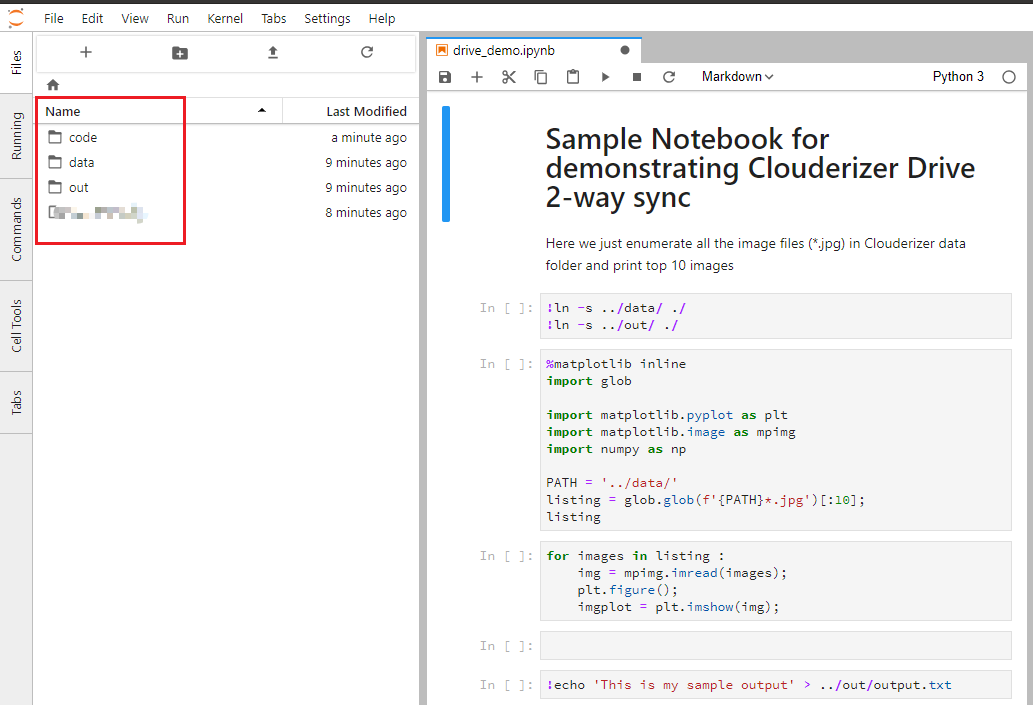 File Edit View Run Kernel Tabs Settings Help
Files
Running
Commands
Cell Tools
Tabs
Name Last Modified
code a minute ago
data 9 minutes ago
out 9 minutes ago
8 minutes ago
drive_demo.ipynb
Markdown Python 3
Sample Notebook for
demonstrating Clouderizer Drive
2-way sync
Here we just enumerate all the image files (*.jpg) in Clouderizer data
folder and print top 10 images
In [ ]: !ln -s ../data/ ./
!ln -s ../out/ ./
In [ ]: %matplotlib inline
import glob
import matplotlib.pyplot as plt
import matplotlib.image as mpimg
import numpy as np
PATH = '../data/'
listing = glob.glob(f'{PATH}*.jpg')[:10];
listing
In [ ]: for images in listing :
img = mpimg.imread(images);
plt.figure();
imgplot = plt.imshow(img);
In [ ]:
In [ ]: !echo 'This is my sample output' > ../out/output.txt